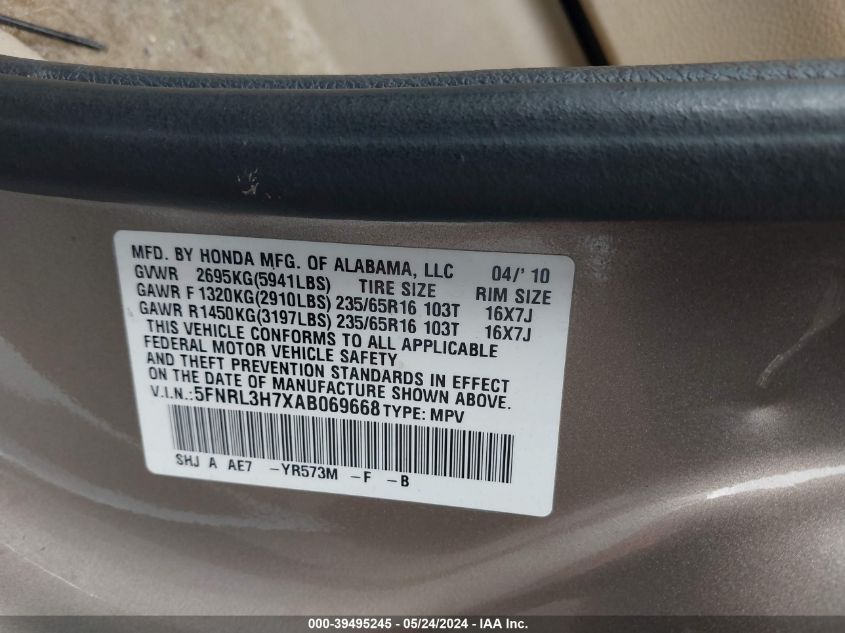 MFD. BY HONDA MFG. OF ALABAMA, LLC 04/' 10
GVWR 2695KG(5941LBS) TIRE SIZE RIM SIZE
GAWR F 1320KG(2910LBS) 235/65R16 103T 16X7J
GAWR R1450KG(3197LBS) 235/65R16 103T 16X7J
THIS VEHICLE CONFORMS TO ALL APPLICABLE
FEDERAL MOTOR VEHICLE SAFETY
AND THEFT PREVENTION STANDARDS IN EFFECT
ON THE DATE OF MANUFACTURE SHOWN ABOVE.
V.I.N.:5FNRL3H7XAB069668 TYPE: MPV
SHJ A AE7 -YR573M -F -B
000-39495245 - 05/24/2024 - IAA Inc.